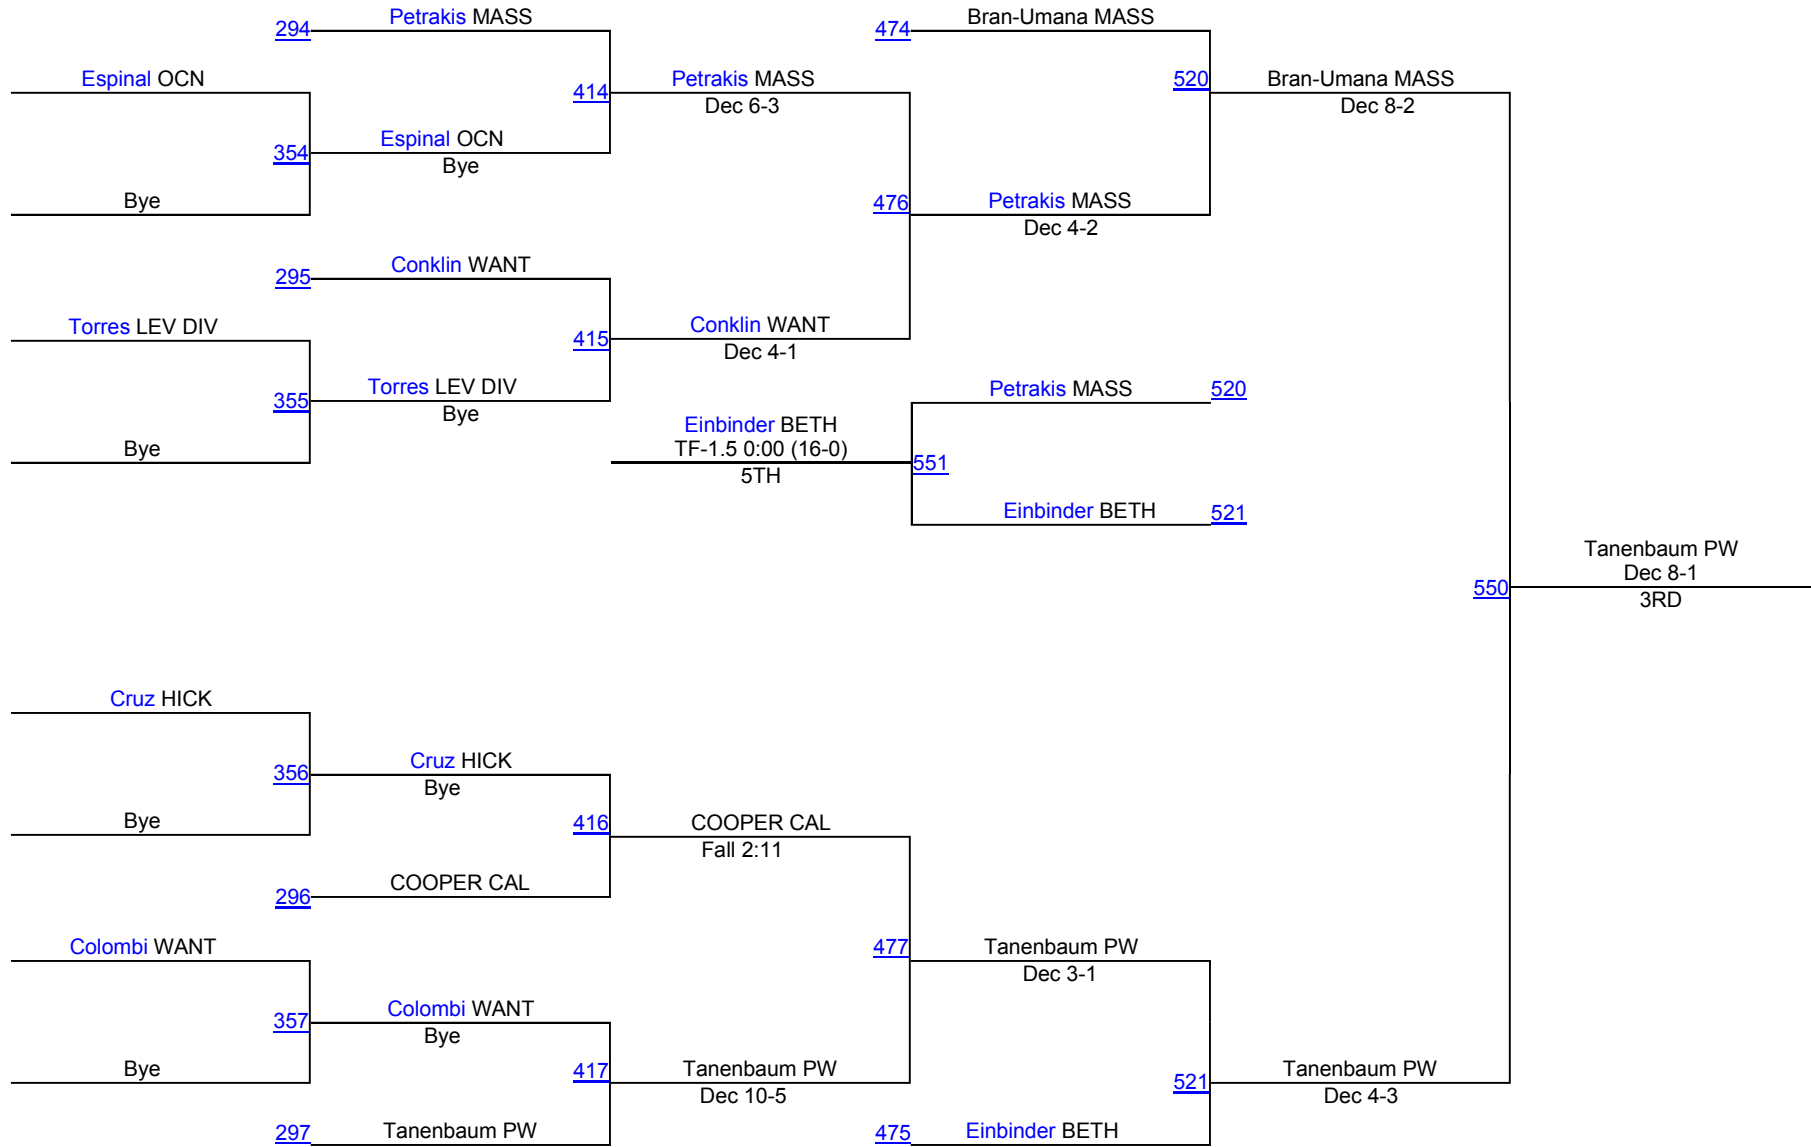 294 Petrakis MASS
474 Bran-Umana MASS
Espinal OCN
414 Petrakis MASS
Dec 6-3
520 Bran-Umana MASS
Dec 8-2
354 Espinal OCN
Bye
Bye
476 Petrakis MASS
Dec 4-2
295 Conklin WANT
Torres LEV DIV
415 Conklin WANT
Dec 4-1
355 Torres LEV DIV
Bye
Petrakis MASS 520
Einbinder BETH
TF-1.5 0:00 (16-0)
5TH
551
Bye
Einbinder BETH 521
550
Tanenbaum PW
Dec 8-1
3RD
Cruz HICK
356 Cruz HICK
Bye
Bye
416 COOPER CAL
Fall 2:11
296 COOPER CAL
Colombi WANT
477 Tanenbaum PW
Dec 3-1
357 Colombi WANT
Bye
Bye
417 Tanenbaum PW
Dec 10-5
521 Tanenbaum PW
Dec 4-3
297 Tanenbaum PW
475 Einbinder BETH